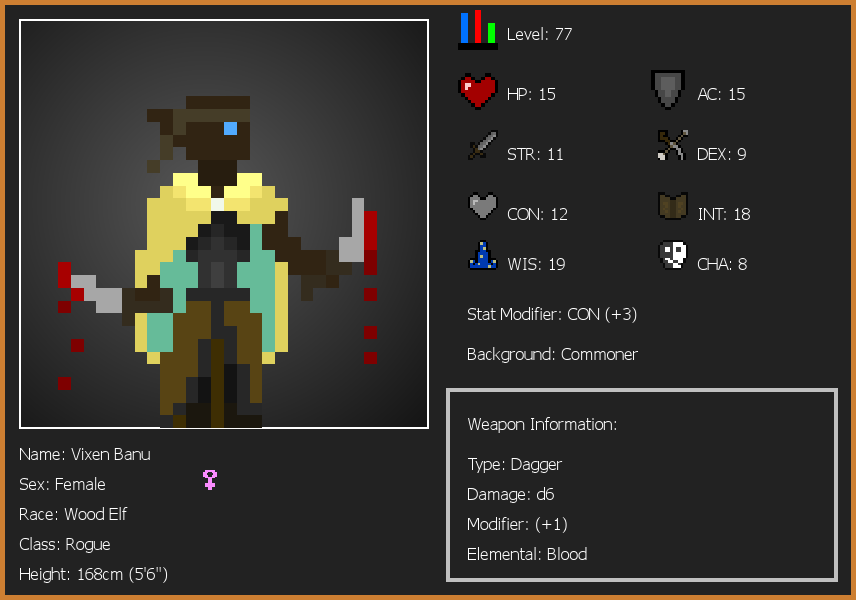 Level: 77
HP: 15
AC: 15
STR: 11
DEX: 9
CON: 12
INT: 18
WIS: 19
CHA: 8
Stat Modifier: CON (+3)
Background: Commoner
Weapon Information:
Type: Dagger
Damage: d6
Modifier: (+1)
Elemental: Blood
Name: Vixen Banu
Sex: Female
Race: Wood Elf
Class: Rogue
Height: 168cm (5'6")